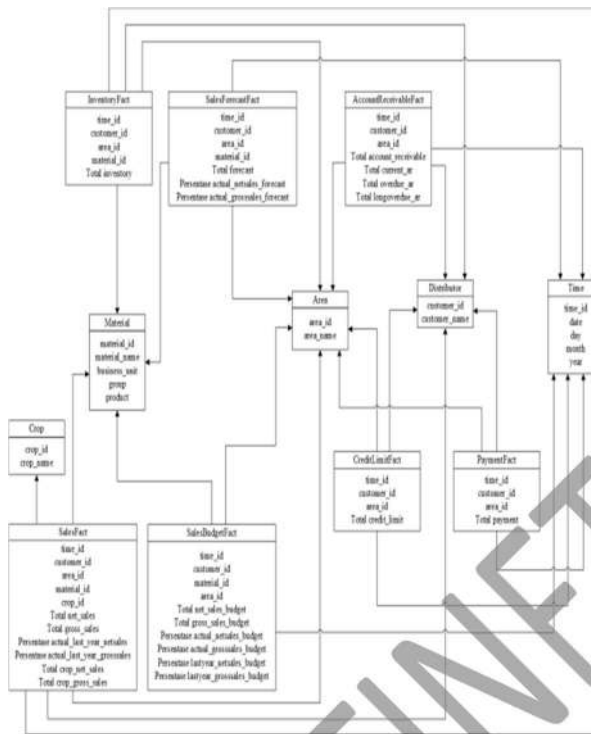 InventoryFact
time_id
customer_id
area_id
material_id
Total inventory
SalesForecastFact
time_id
customer_id
area_id
material_id
Total forecast
Persentase actual_netsales_forecast
Persentase actual_grosssales_forecast
AccountReceivableFact
time_id
customer_id
area_id
Total account_receivable
Total current_ar
Total overdue_ar
Total longoverdue_ar
Material
material_id
material_name
business_unit
group
product
Area
area_id
area_name
Distributor
customer_id
customer_name
Time
time_id
date
day
month
year
Crop
crop_id
crop_name
CreditLimitFact
time_id
customer_id
area_id
Total credit_limit
PaymentFact
time_id
customer_id
area_id
Total payment
SalesFact
time_id
customer_id
area_id
material_id
crop_id
Total net_sales
Total gross_sales
Persentase actual_last_year_netsales
Persentase actual_last_year_grosssales
Total crop_net_sales
Total crop_gross_sales
SalesBudgetFact
time_id
customer_id
material_id
area_id
Total net_sales_budget
Total gross_sales_budget
Persentase actual_netsales_budget
Persentase actual_grosssales_budget
Persentase lastyear_netsales_budget
Persentase lastyear_grosssales_budget